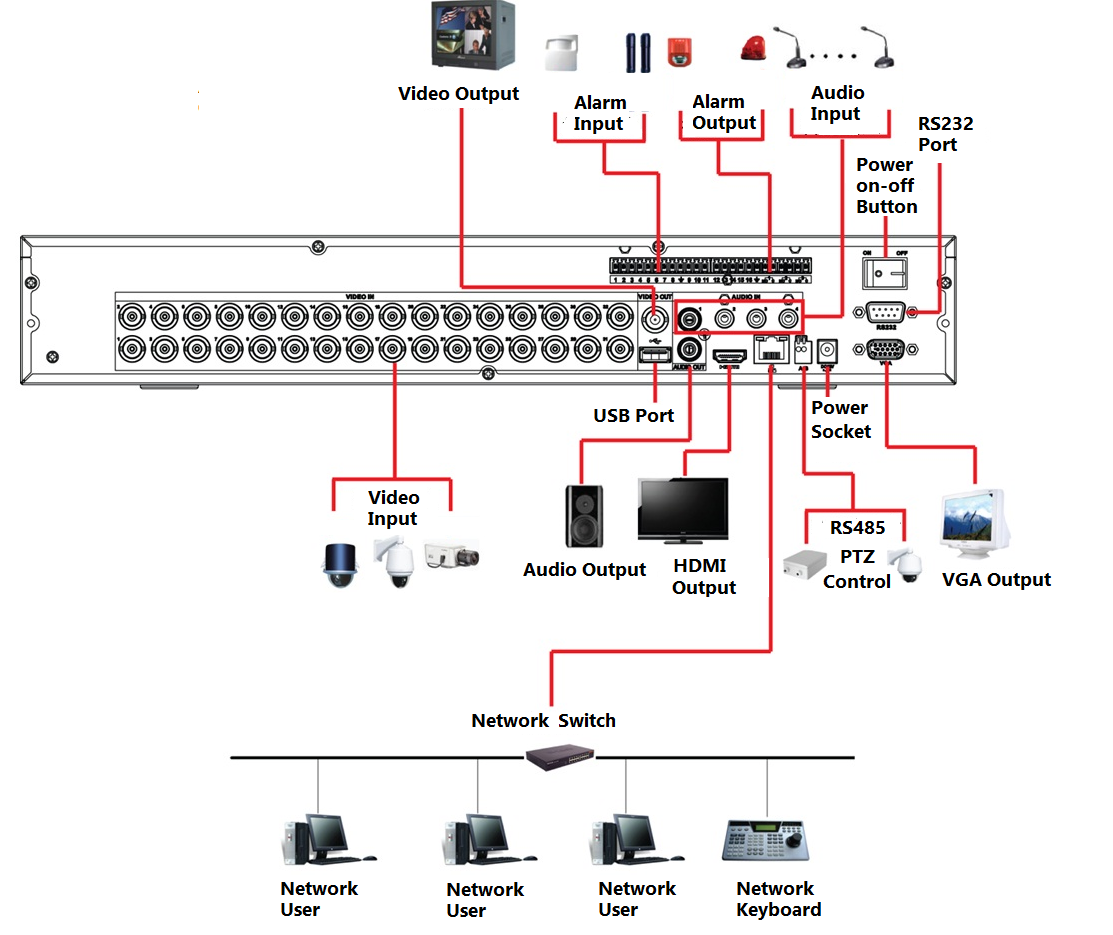 Video Output
Alarm
Input
Alarm
Output
Audio
Input
RS232
Port
Power
on-off
Button
ON OFF
VIDEO IN
VIDEO OUT
AUDIO IN
RS232
AUDIO OUT
VGA
USB Port
Power
Socket
Video
Input
Audio Output
HDMI
Output
RS485
PTZ
Control
VGA Output
Network Switch
Network
User
Network
User
Network
User
Network
Keyboard